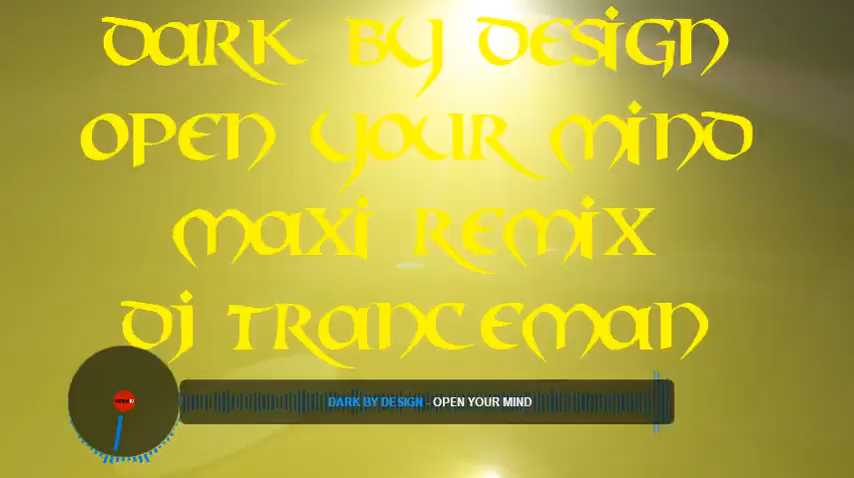 DARK BY DESIGN
OPEN YOUR MIND
MAXI REMIX
DJ TRANCEMAN
DARK BY DESIGN - OPEN YOUR MIND